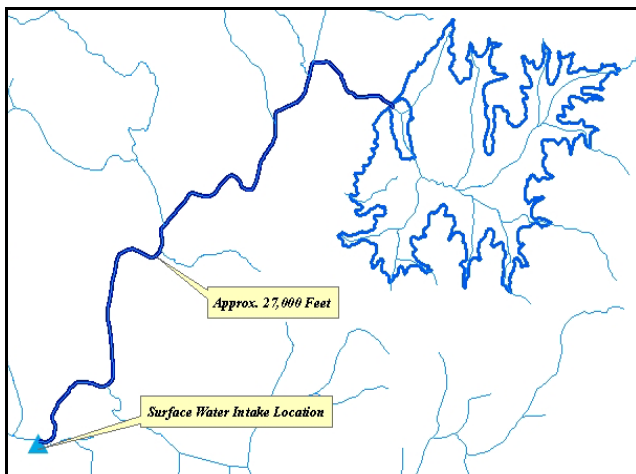 Approx. 27,000 Feet
Surface Water Intake Location